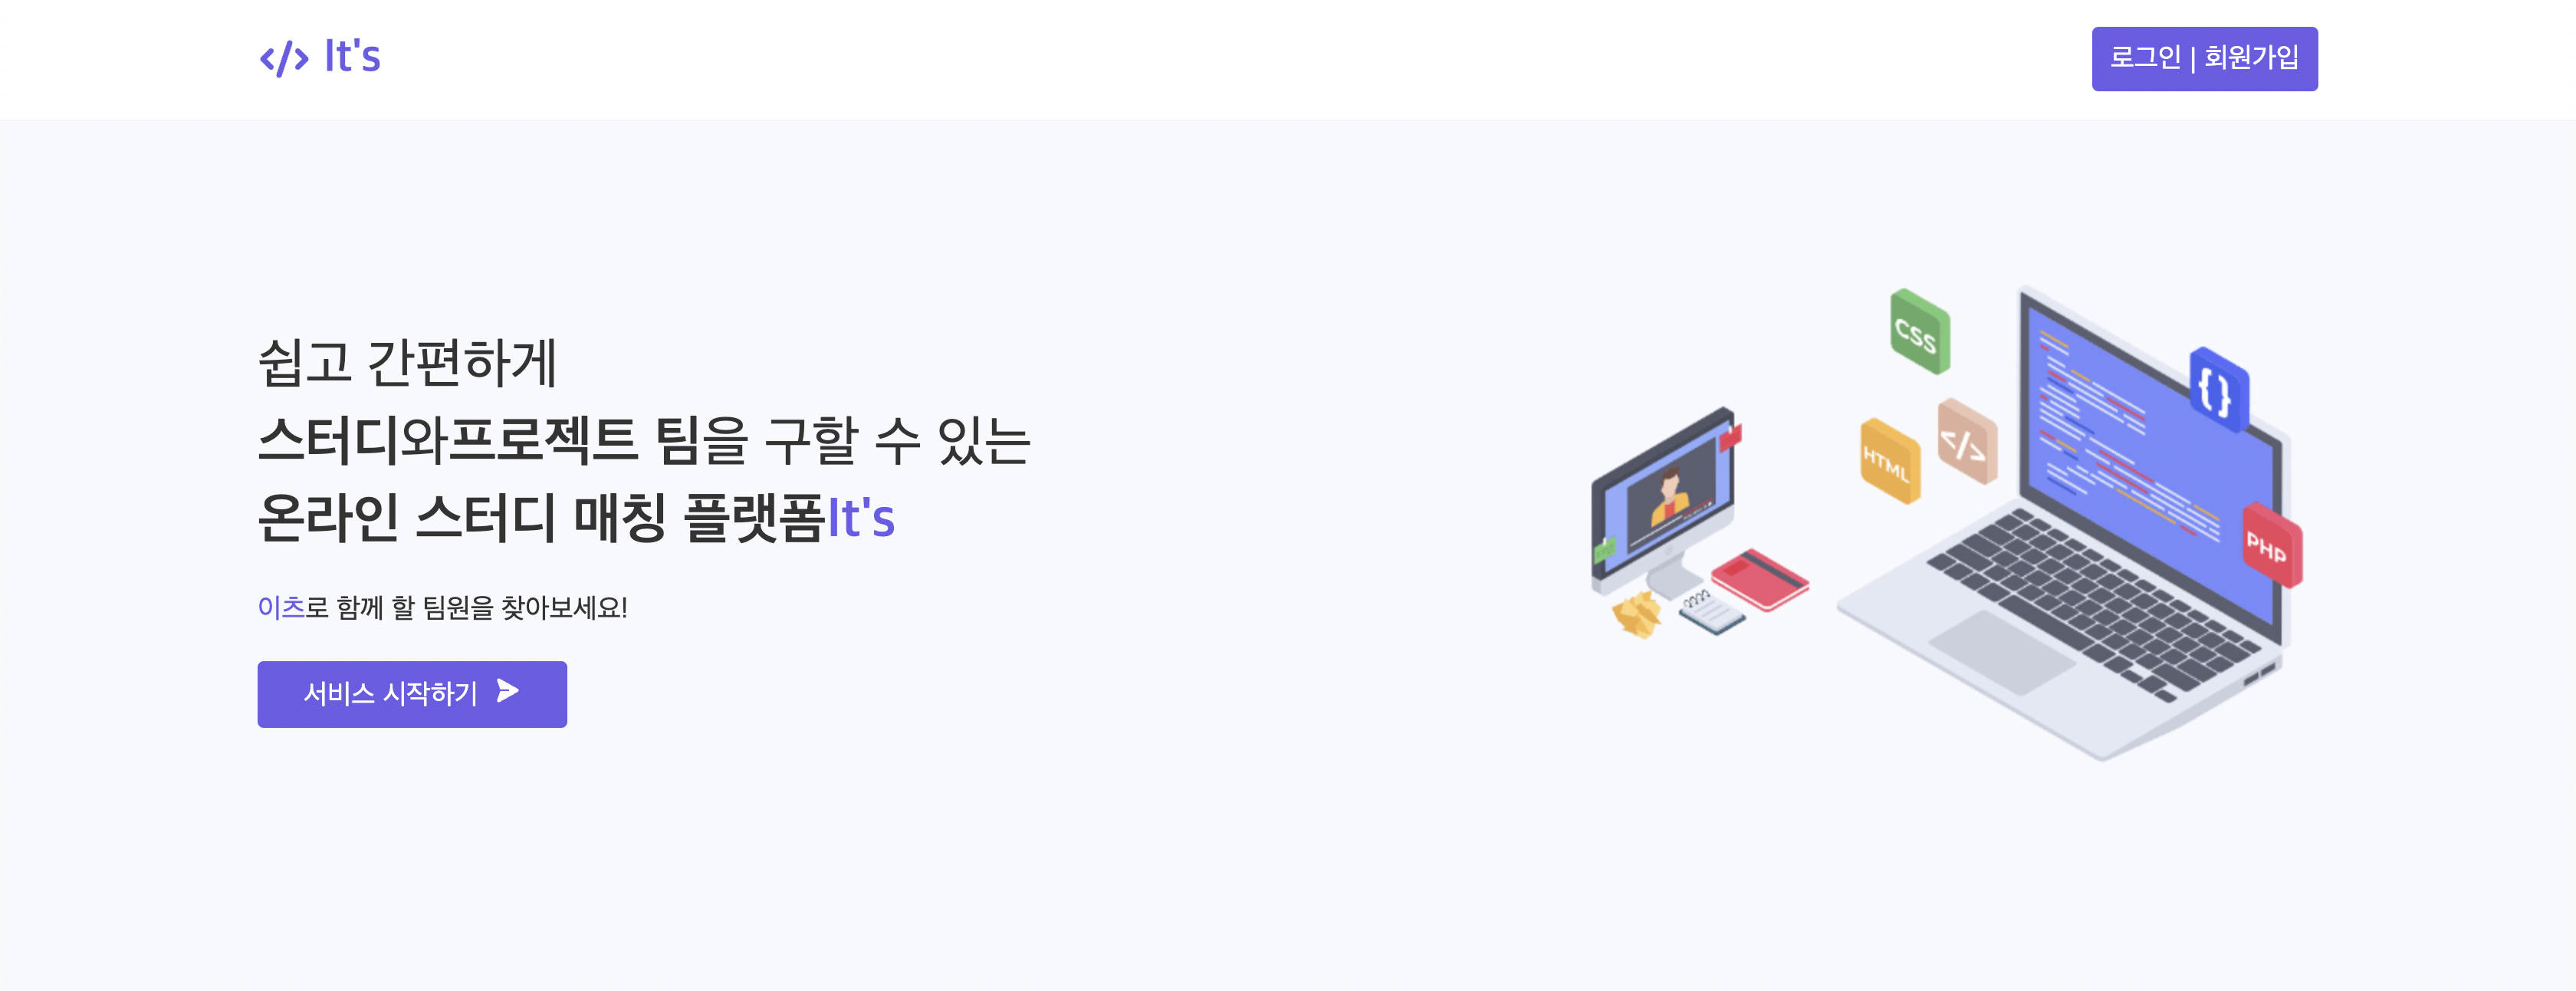 </> It's
로그인 | 회원가입
쉽고 간편하게
스터디와프로젝트 팀을 구할 수 있는
온라인 스터디 매칭 플랫폼It's
이츠로 함께 할 팀원을 찾아보세요!
서비스 시작하기
CSS
{}
HTML
</>
PHP